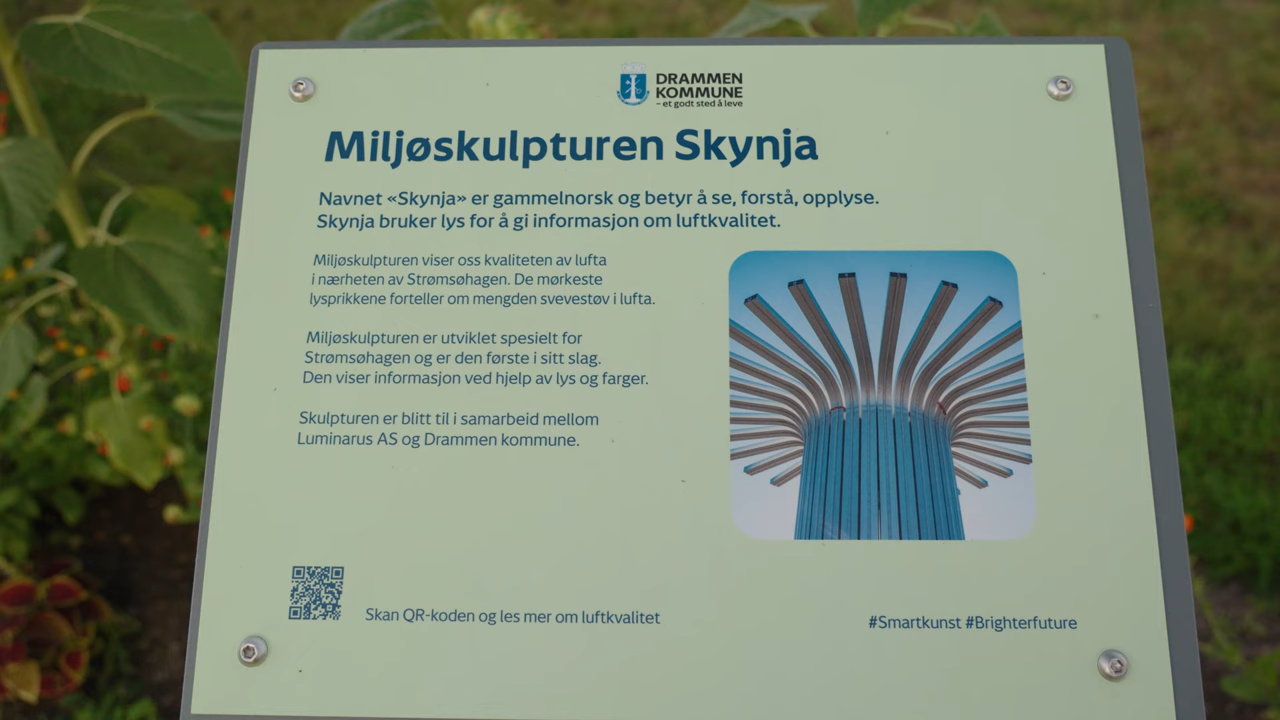 DRAMMEN
KOMMUNE
– et godt sted å leve
Miljøskulpturen Skynja
Navnet «Skynja» er gammelnorsk og betyr å se, forstå, opplyse.
Skynja bruker lys for å gi informasjon om luftkvalitet.
Miljøskulpturen viser oss kvaliteten av lufta
i nærheten av Strømsøhagen. De mørkeste
lysprikkene forteller om mengden svevestøv i lufta.
Miljøskulpturen er utviklet spesielt for
Strømsøhagen og er den første i sitt slag.
Den viser informasjon ved hjelp av lys og farger.
Skulpturen er blitt til i samarbeid mellom
Luminarus AS og Drammen kommune.
Skan QR-koden og les mer om luftkvalitet
#Smartkunst #Brighterfuture